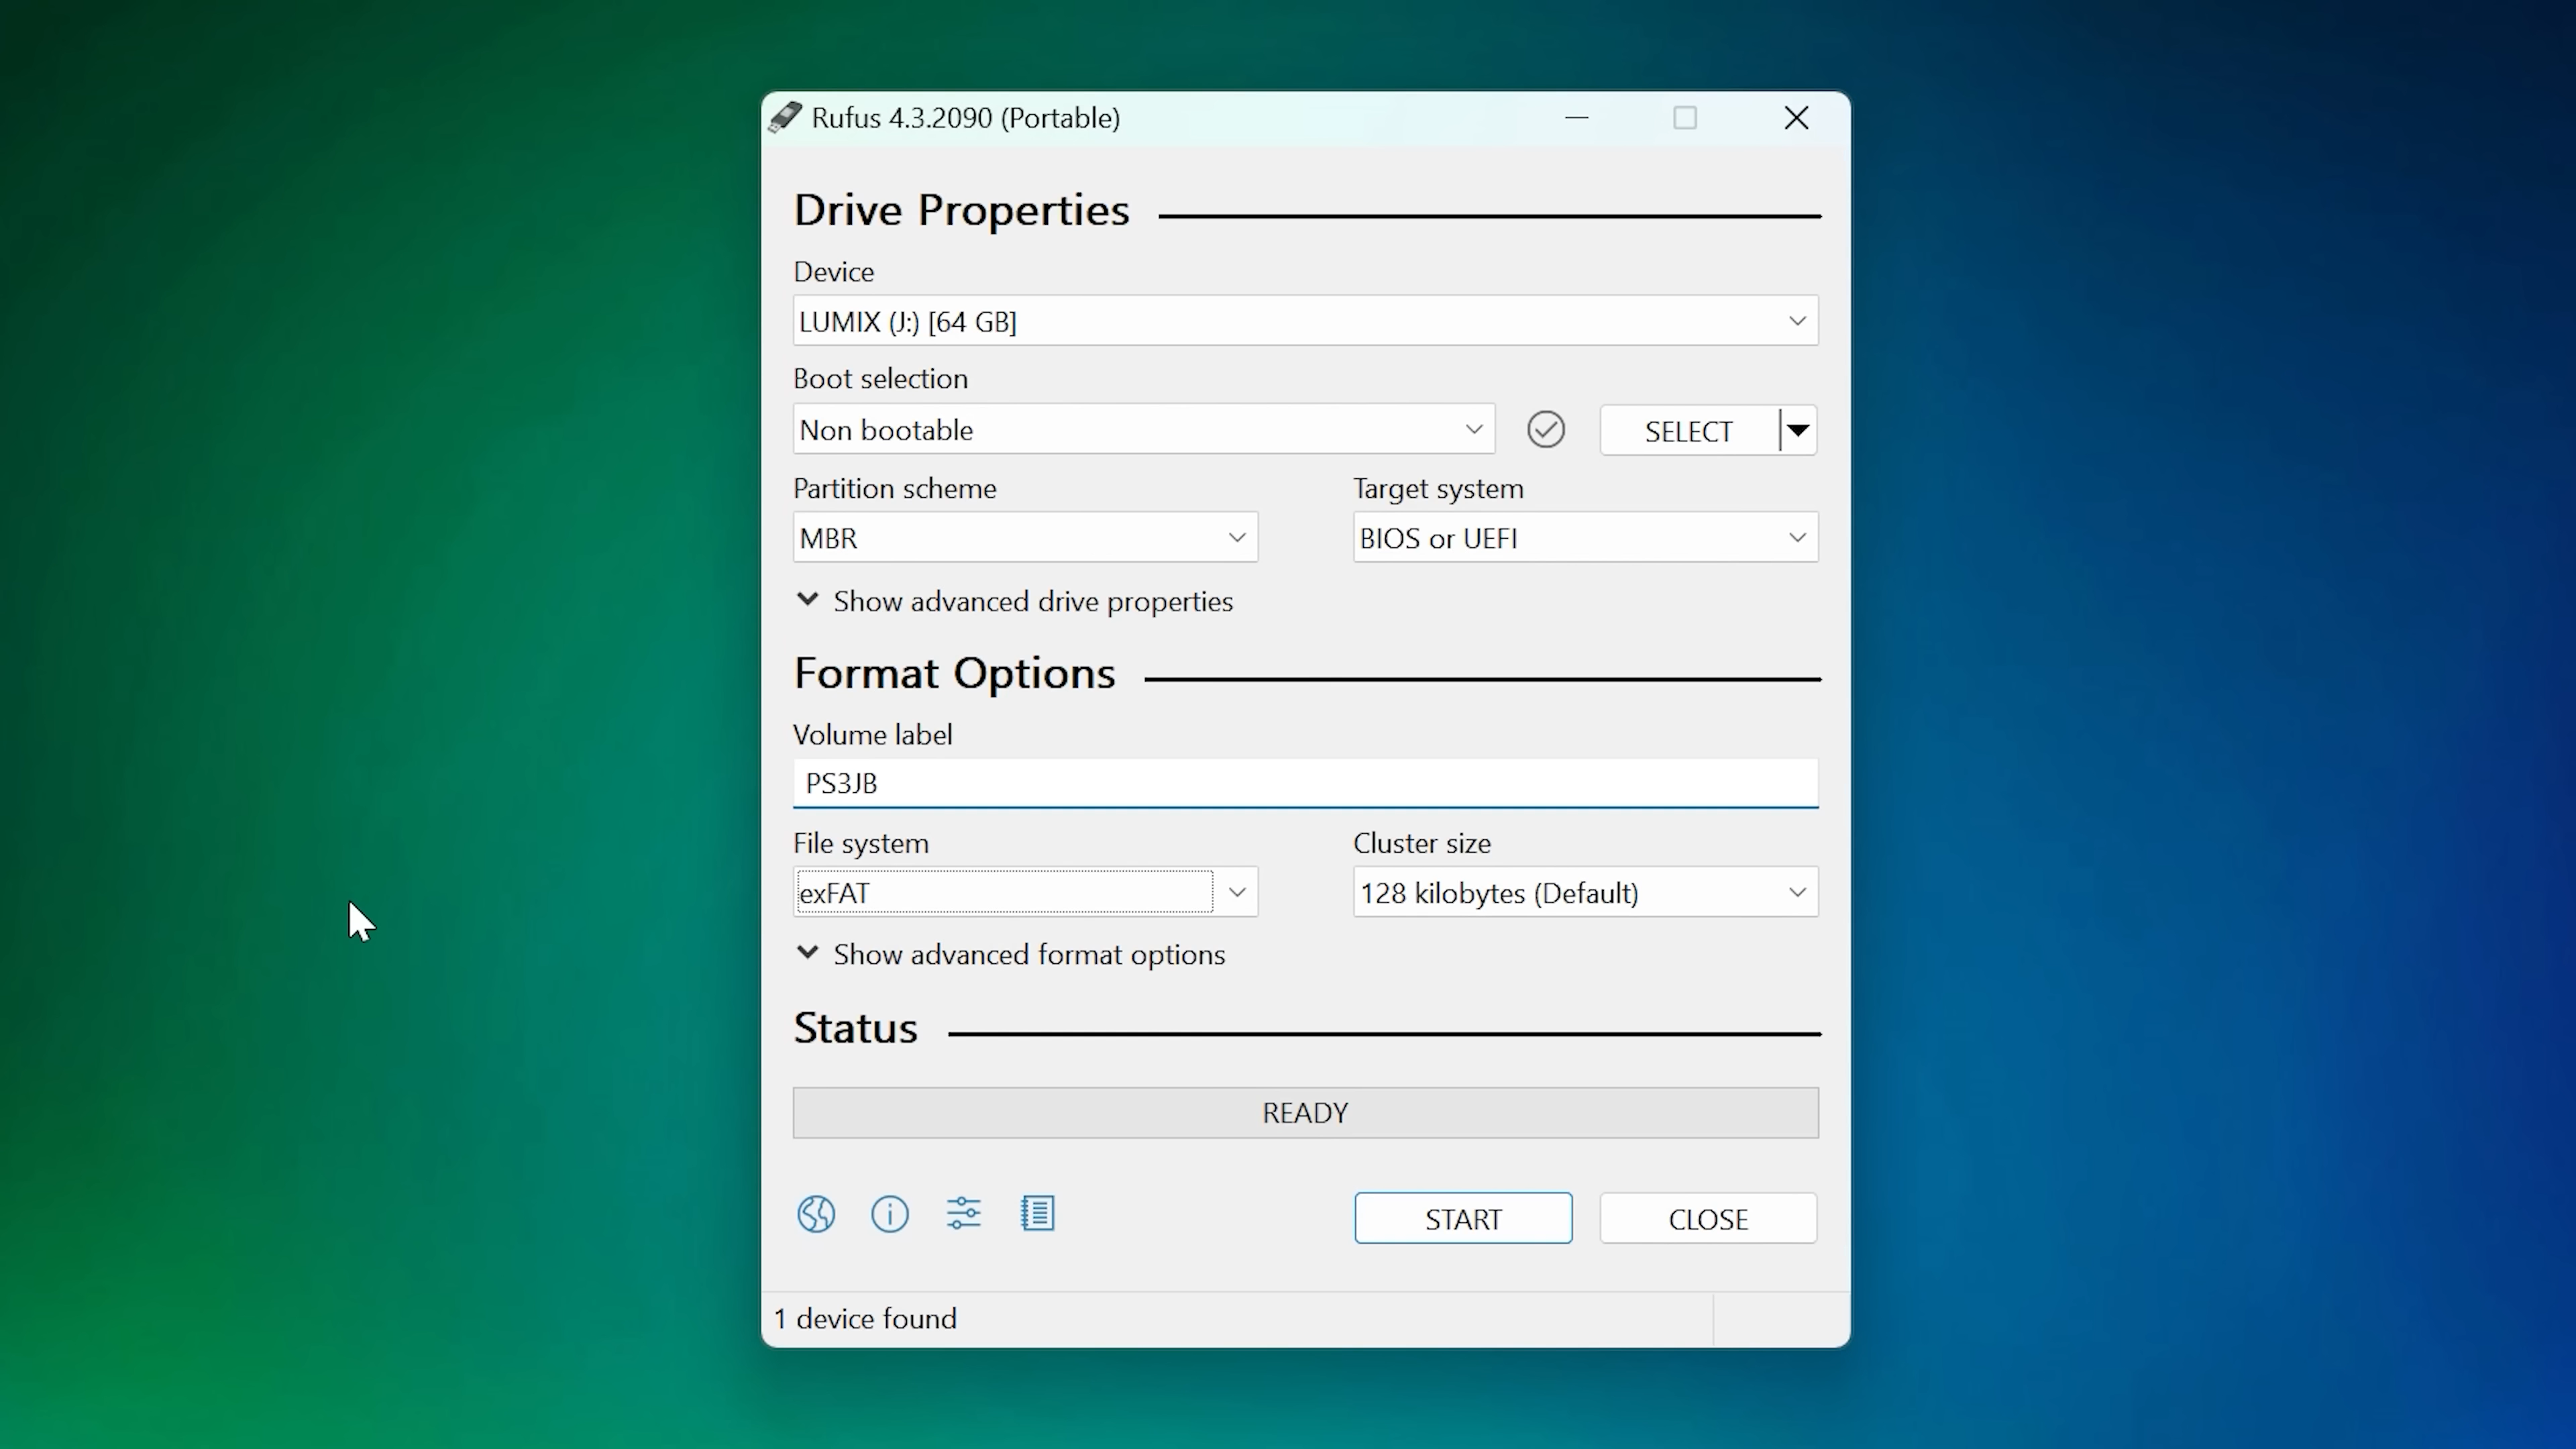 Rufus 4.3.2090 (Portable)
Drive Properties
Device
LUMIX (J:) [64 GB]
Boot selection
Non bootable
SELECT
Partition scheme
Target system
MBR
BIOS or UEFI
Show advanced drive properties
Format Options
Volume label
PS3JB
File system
Cluster size
exFAT
128 kilobytes (Default)
Show advanced format options
Status
READY
START
CLOSE
1 device found